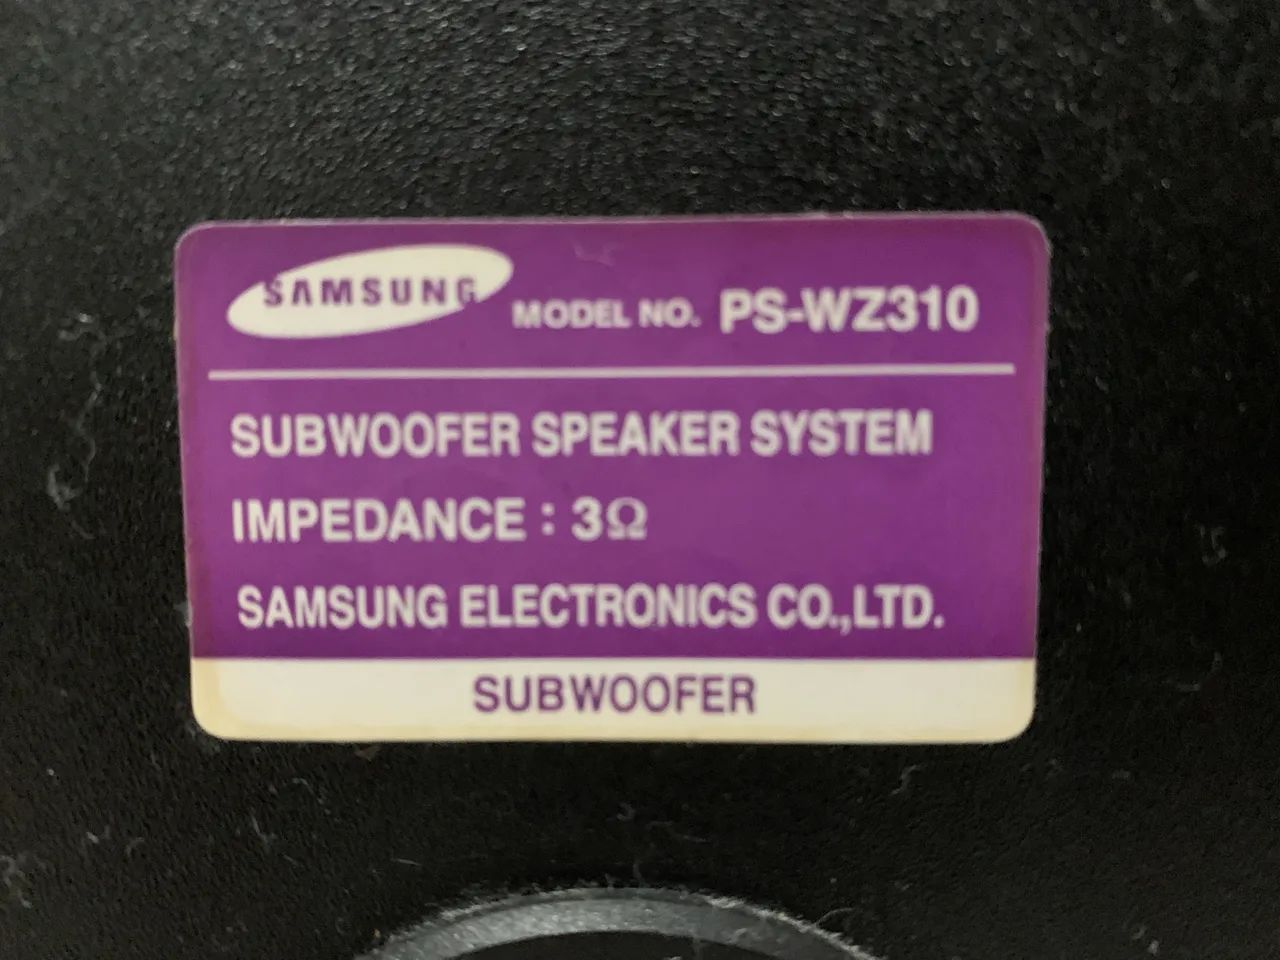 SAMSUNG MODEL NO. PS-WZ310
SUBWOOFER SPEAKER SYSTEM
IMPEDANCE : 3Ω
SAMSUNG ELECTRONICS CO.,LTD.
SUBWOOFER